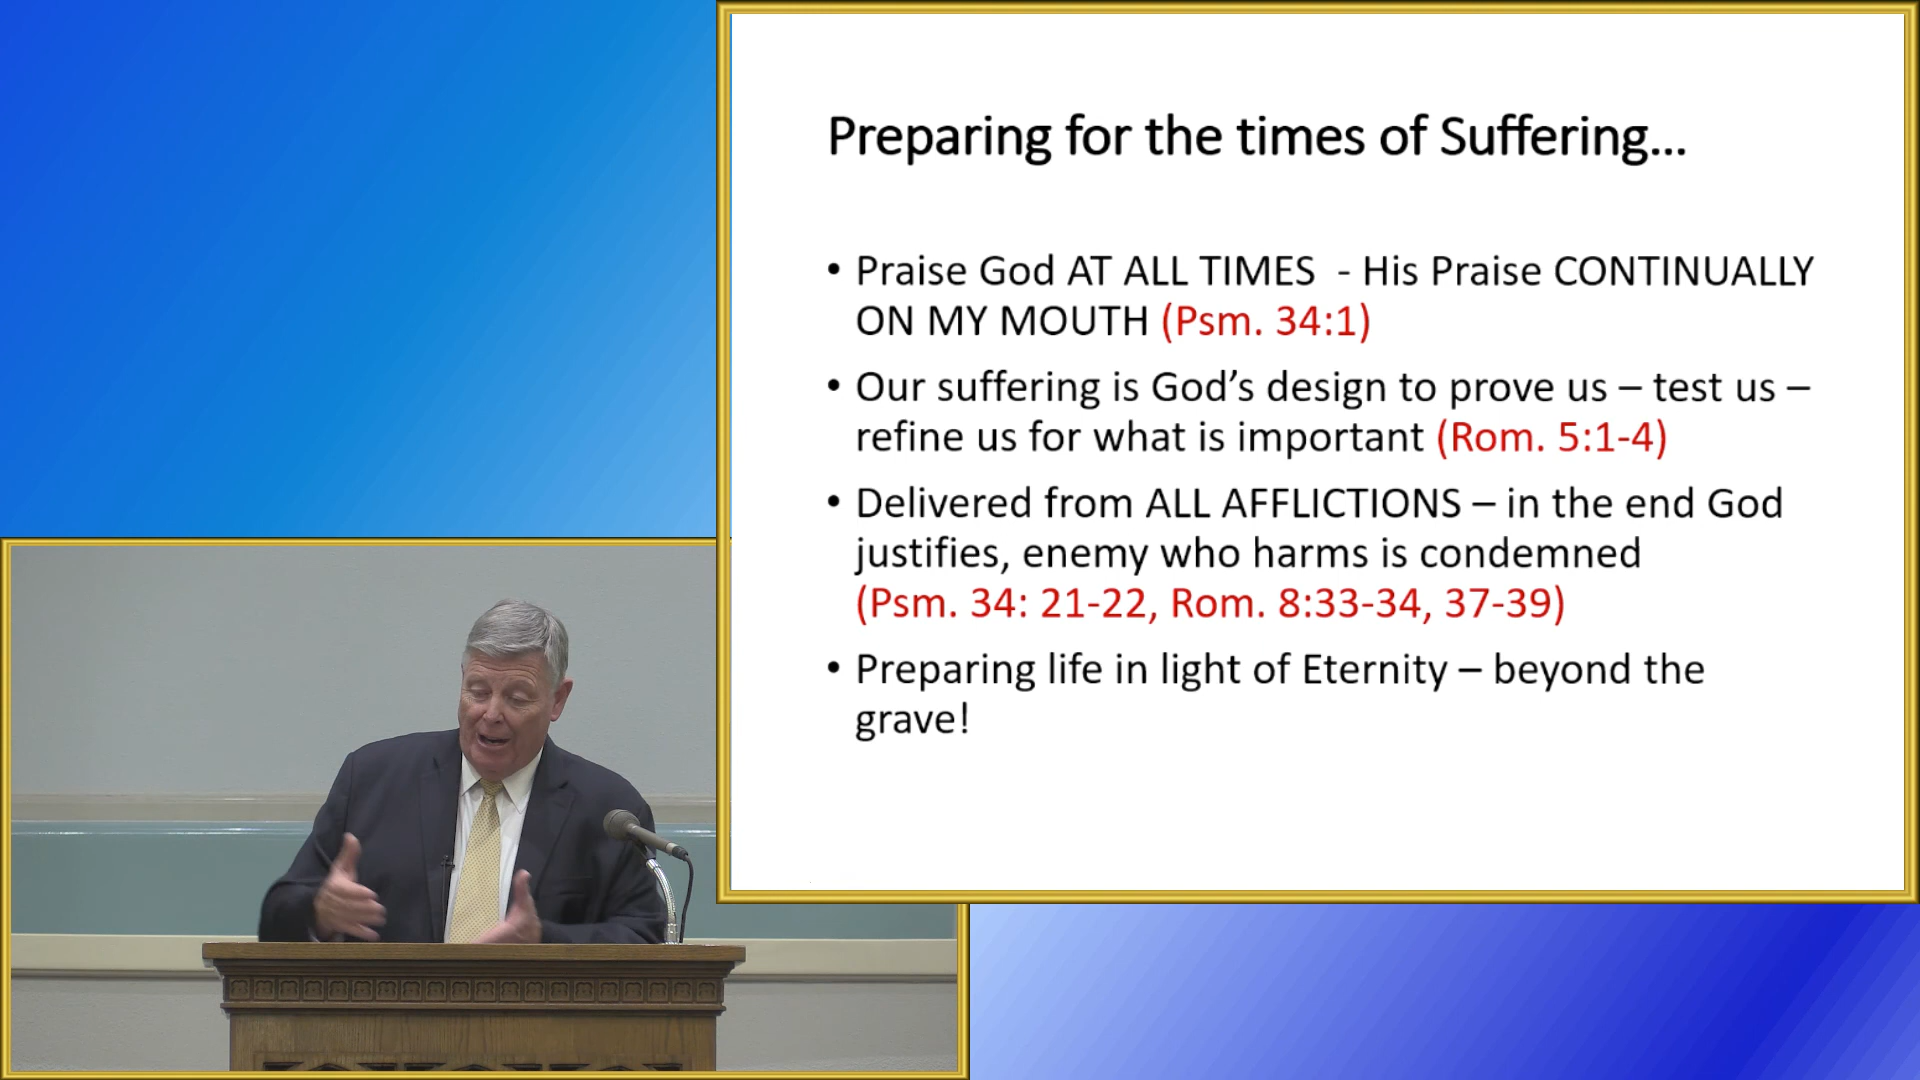 Preparing for the times of Suffering...
• Praise God AT ALL TIMES  - His Praise CONTINUALLY
ON MY MOUTH (Psm. 34:1)
• Our suffering is God’s design to prove us – test us –
refine us for what is important (Rom. 5:1-4)
• Delivered from ALL AFFLICTIONS – in the end God
justifies, enemy who harms is condemned
(Psm. 34: 21-22, Rom. 8:33-34, 37-39)
• Preparing life in light of Eternity – beyond the
grave!